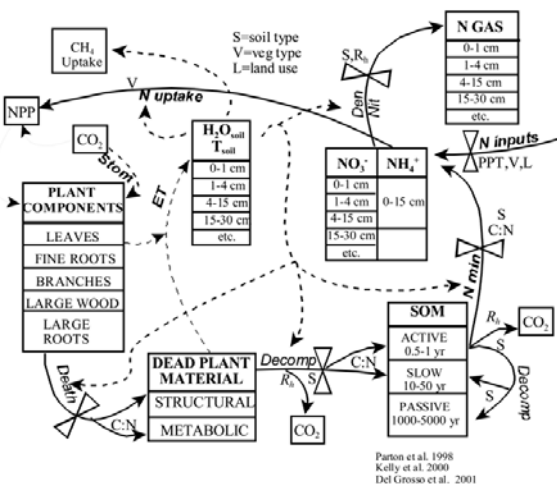 S=soil type
V=veg type
L=land use
CH4
Uptake
N GAS
0-1 cm
1-4 cm
4-15 cm
15-30 cm
etc.
S,Rh
Den
Nit
V
N uptake
NPP
CO2
Stom
H2Osoil
Tsoil
0-1 cm
1-4 cm
4-15 cm
15-30 cm
etc.
NO3- NH4+
0-1 cm
1-4 cm
4-15 cm
15-30 cm
etc.
0-15 cm
N inputs
PPT,V,L
PLANT
COMPONENTS
LEAVES
FINE ROOTS
BRANCHES
LARGE WOOD
LARGE
ROOTS
ET
S
C:N
N min
Death
C:N
DEAD PLANT
MATERIAL
STRUCTURAL
METABOLIC
Decomp
Rh
S
C:N
CO2
SOM
ACTIVE
0.5-1 yr
SLOW
10-50 yr
PASSIVE
1000-5000 yr
Rh
CO2
S
S
Decomp
Parton et al. 1998
Kelly et al. 2000
Del Grosso et al. 2001